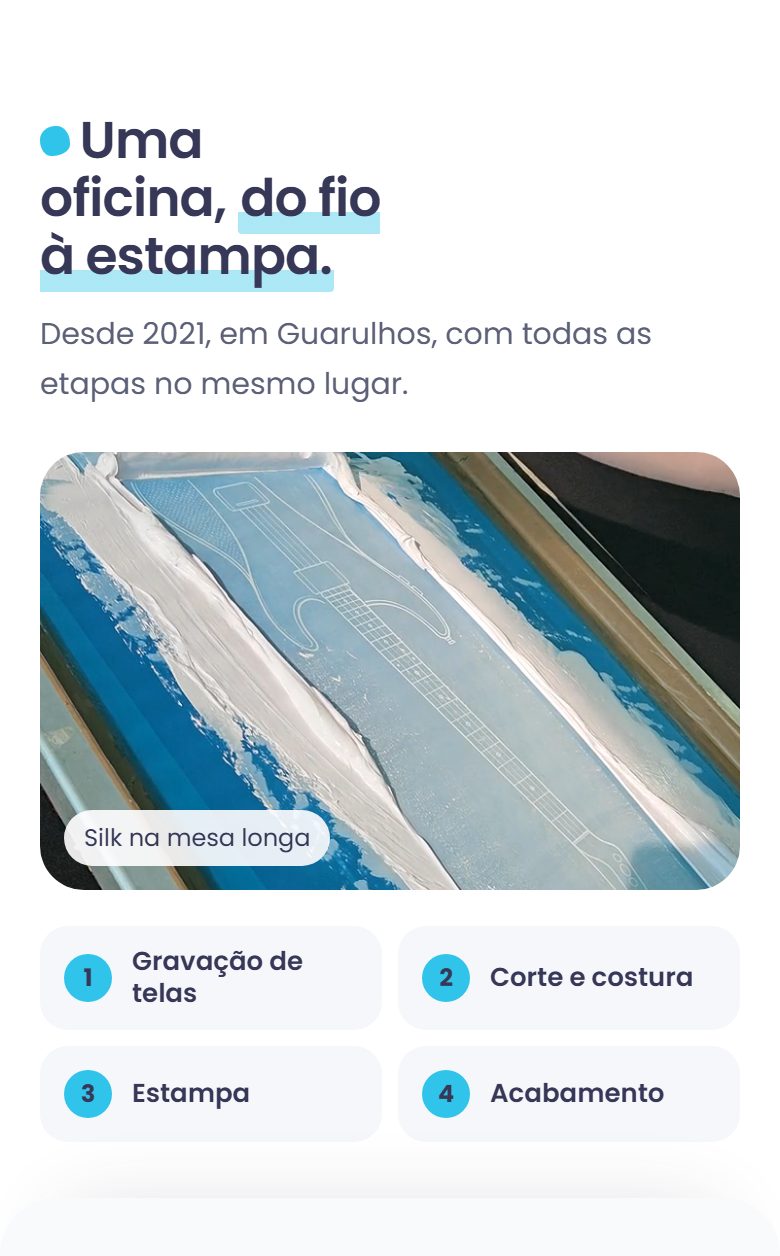 Uma
oficina, do fio
à estampa.
Desde 2021, em Guarulhos, com todas as
etapas no mesmo lugar.
Silk na mesa longa
1 Gravação de
telas
2 Corte e costura
3 Estampa
4 Acabamento